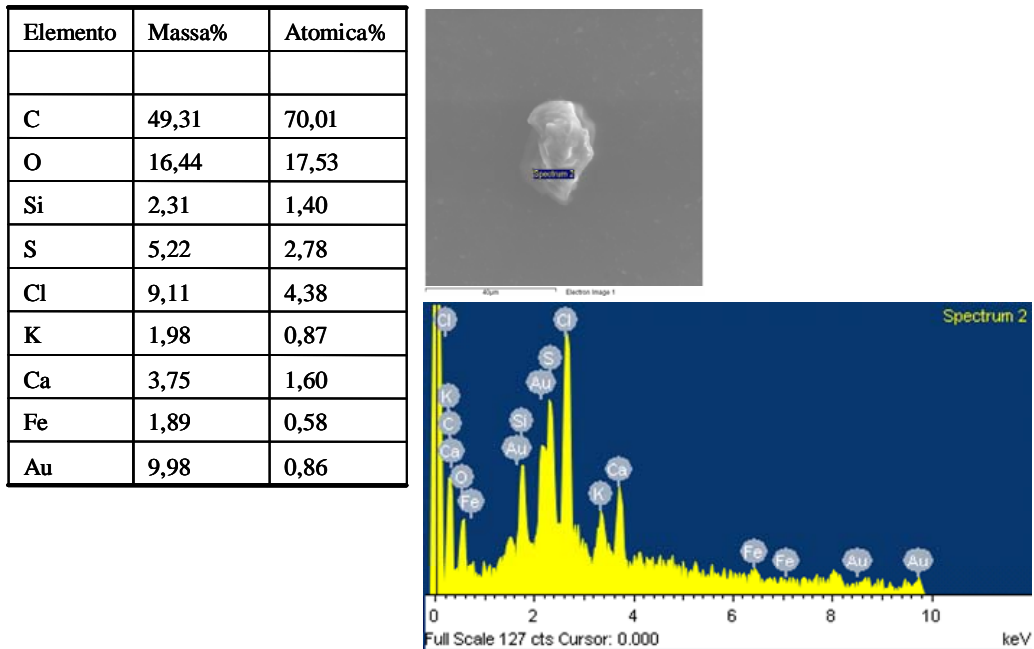 Elemento Massa% Atomica%
C 49,31 70,01
O 16,44 17,53
Si 2,31 1,40
S 5,22 2,78
Cl 9,11 4,38
K 1,98 0,87
Ca 3,75 1,60
Fe 1,89 0,58
Au 9,98 0,86
Spectrum 2
40µm Electron Image 1
Spectrum 2
Cl Cl
S
K Au
C Si
Ca Au
O Ca
Fe K
Fe Fe Au Au
0 2 4 6 8 10
Full Scale 127 cts Cursor: 0.000 keV